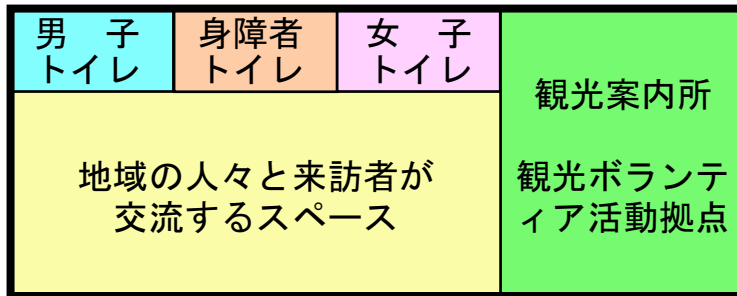 男　子
トイレ
身障者
トイレ
女　子
トイレ
観光案内所
観光ボランテ
ィア活動拠点
地域の人々と来訪者が
交流するスペース